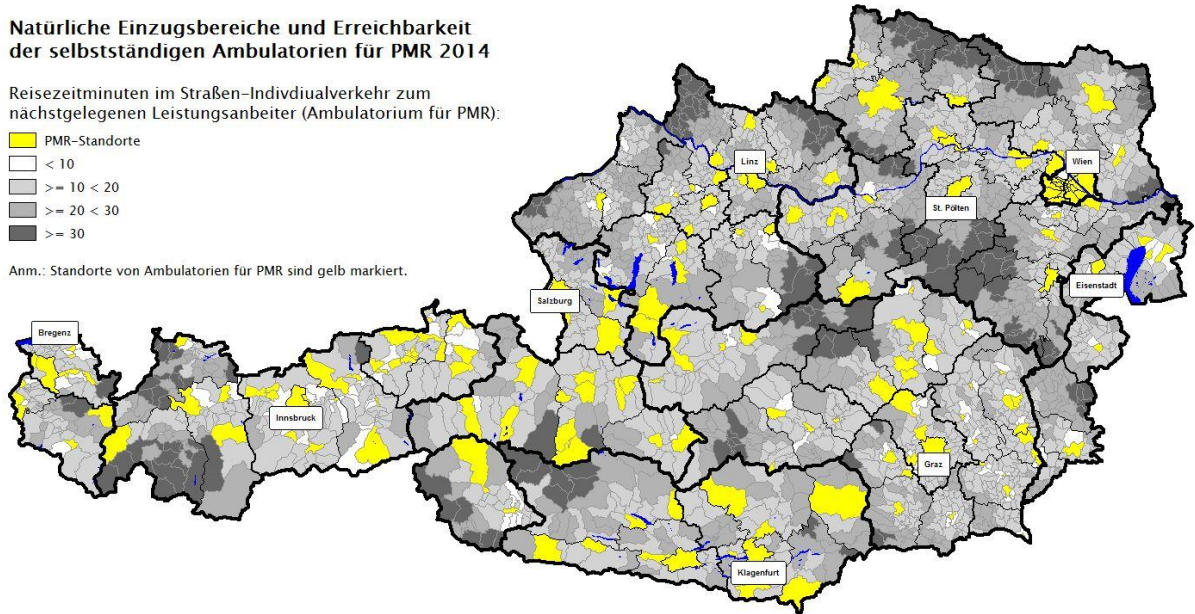 Natürliche Einzugsbereiche und Erreichbarkeit
der selbstständigen Ambulatorien für PMR 2014
Reisezeitminuten im Straßen-Indivdiualverkehr zum
nächstgelegenen Leistungsanbieter (Ambulatorium für PMR):
PMR-Standorte
< 10
>= 10 < 20
>= 20 < 30
>= 30
Anm.: Standorte von Ambulatorien für PMR sind gelb markiert.
Linz
Wien
St. Pölten
Eisenstadt
Salzburg
Bregenz
Innsbruck
Graz
Klagenfurt